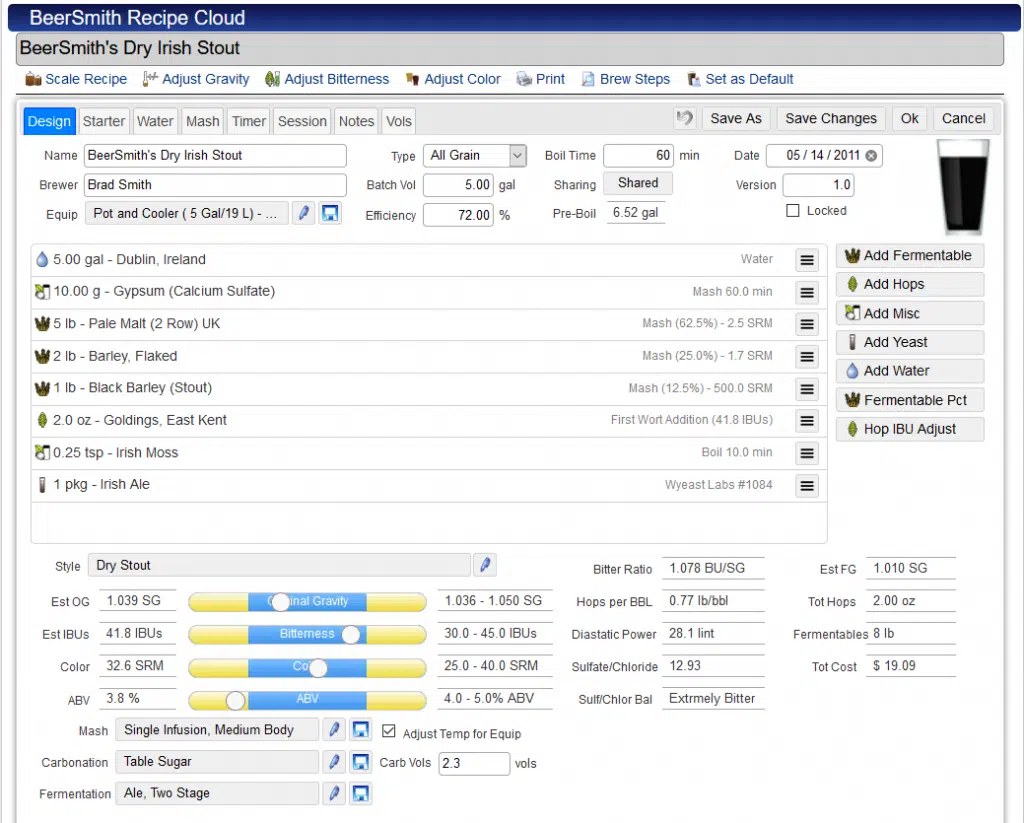 BeerSmith Recipe Cloud
BeerSmith's Dry Irish Stout
Scale Recipe Adjust Gravity Adjust Bitterness Adjust Color Print Brew Steps Set as Default
Design Starter Water Mash Timer Session Notes Vols Save As Save Changes Ok Cancel
Name BeerSmith's Dry Irish Stout Type All Grain Boil Time 60 min Date 05 / 14 / 2011
Brewer Brad Smith Batch Vol 5.00 gal Sharing Shared Version 1.0
Equip Pot and Cooler ( 5 Gal/19 L) - ... Efficiency 72.00 % Pre-Boil 6.52 gal Locked
5.00 gal - Dublin, Ireland Water Add Fermentable
10.00 g - Gypsum (Calcium Sulfate) Mash 60.0 min Add Hops
5 lb - Pale Malt (2 Row) UK Mash (62.5%) - 2.5 SRM Add Misc
2 lb - Barley, Flaked Mash (25.0%) - 1.7 SRM Add Yeast
1 lb - Black Barley (Stout) Mash (12.5%) - 500.0 SRM Add Water
2.0 oz - Goldings, East Kent First Wort Addition (41.8 IBUs) Fermentable Pct
0.25 tsp - Irish Moss Boil 10.0 min Hop IBU Adjust
1 pkg - Irish Ale Wyeast Labs #1084
Style Dry Stout Bitter Ratio 1.078 BU/SG Est FG 1.010 SG
Est OG 1.039 SG 1.036 - 1.050 SG Hops per BBL 0.77 lb/bbl Tot Hops 2.00 oz
Est IBUs 41.8 IBUs Bitterness 30.0 - 45.0 IBUs Diastatic Power 28.1 lint Fermentables 8 lb
Color 32.6 SRM 25.0 - 40.0 SRM Sulfate/Chloride 12.93 Tot Cost $ 19.09
ABV 3.8 % ABV 4.0 - 5.0% ABV Sulf/Chlor Bal Extrmely Bitter
Mash Single Infusion, Medium Body Adjust Temp for Equip
Carbonation Table Sugar Carb Vols 2.3 vols
Fermentation Ale, Two Stage